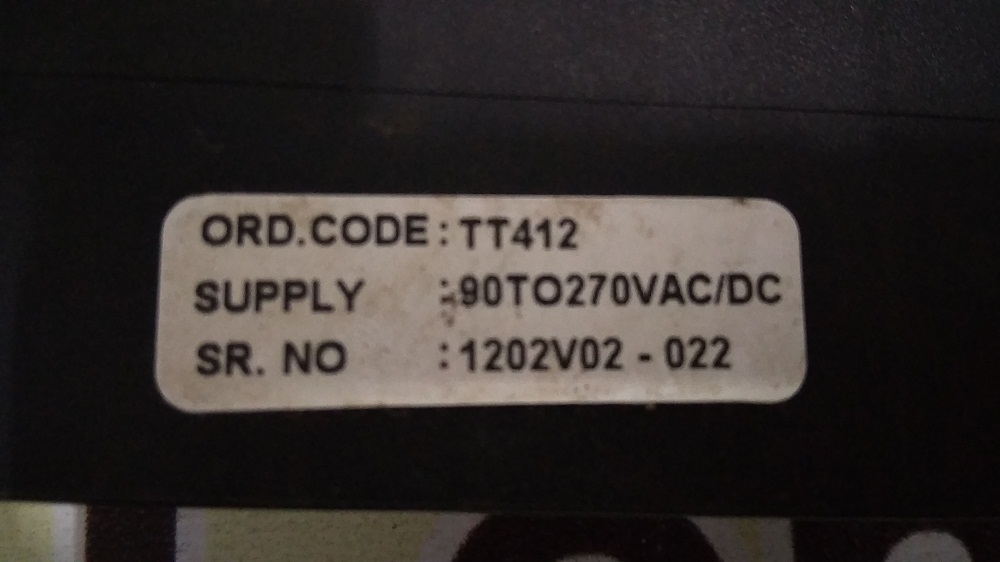 ORD.CODE : TT412
SUPPLY : 90TO270VAC/DC
SR. NO : 1202V02 - 022